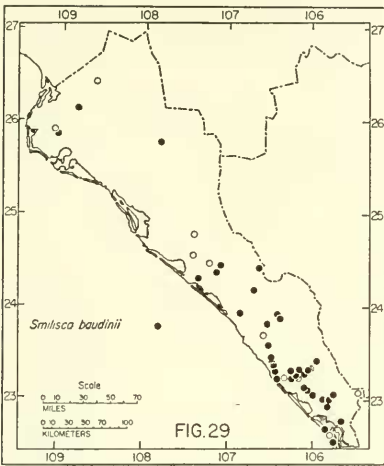 109 108 107 106
27 27
26 26
25 25
24 24
Smilisca baudinii
Scale
0 10 30 50 70
MILES
0 10 30 50 70 100
KILOMETERS
23 23
FIG.29
109 108 107 106